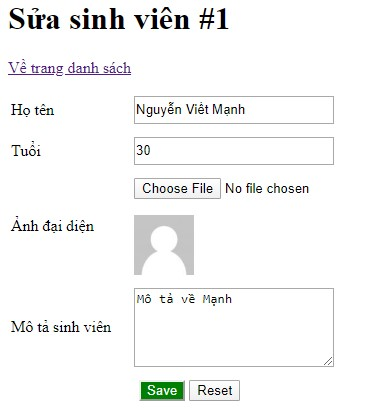 Sửa sinh viên #1
Về trang danh sách
Họ tên Nguyễn Viết Mạnh
Tuổi 30
Choose File No file chosen
Ảnh đại diện
Mô tả sinh viên Mô tả về Mạnh
Save Reset